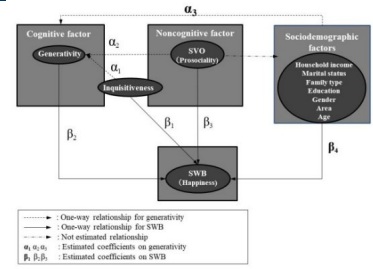 α3
Cognitive factor
Noncognitive factor
Sociodemographic
factors
Generativity
α2
SVO
(Prosociality)
α1
Inquisitiveness
Household income
Marital status
Family type
Education
Gender
Area
Age
β2
β1
β3
β4
SWB
(Happiness)
: One-way relationship for generativity
: One-way relationship for SWB
: Not estimated relationship
α1 α2 α3 : Estimated coefficients on generativity
β1 β2 β3 : Estimated coefficients on SWB